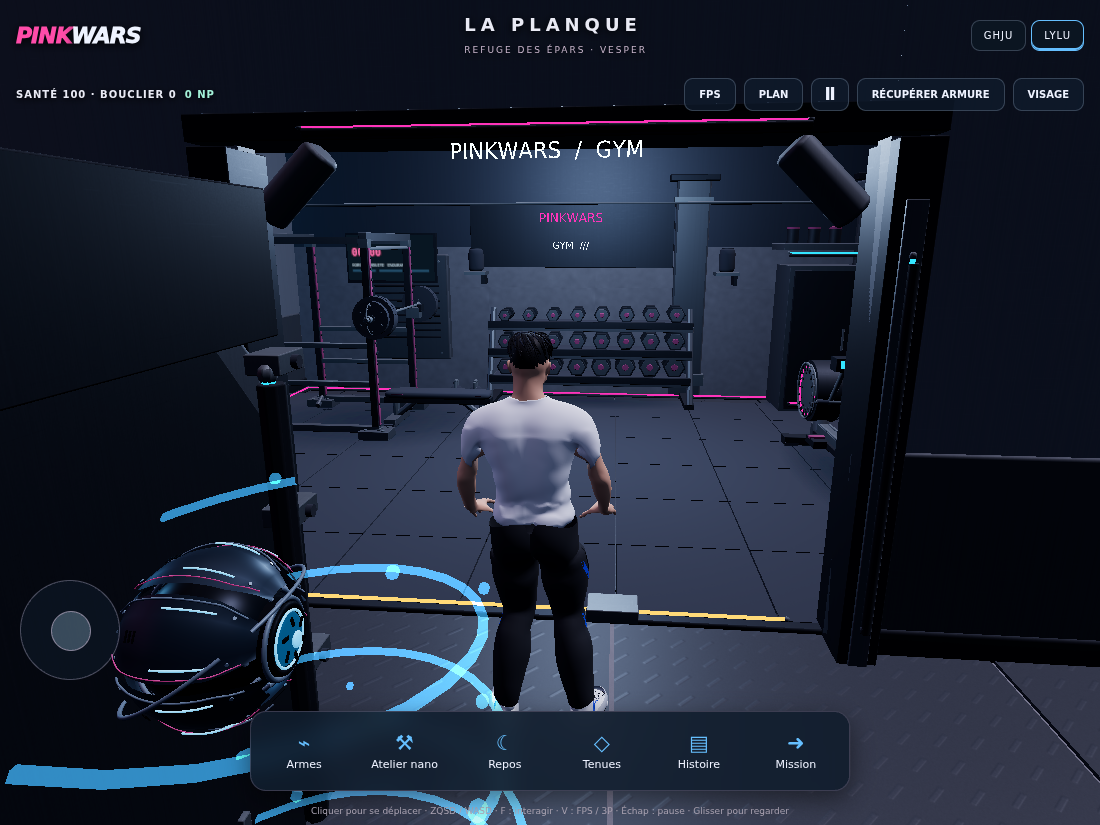 PINKWARS
LA PLANQUE
REFUGE DES ÉPARS · VESPER
GHJU
LYLU
SANTÉ 100 · BOUCLIER 0 0 NP
FPS
PLAN
RÉCUPÉRER ARMURE
VISAGE
PINKWARS / GYM
PINKWARS
GYM ///
Armes
Atelier nano
Repos
Tenues
Histoire
Mission
Cliquer pour se déplacer · F : · V : FPS / 3P · Échap : pause · Glisser pour regarder